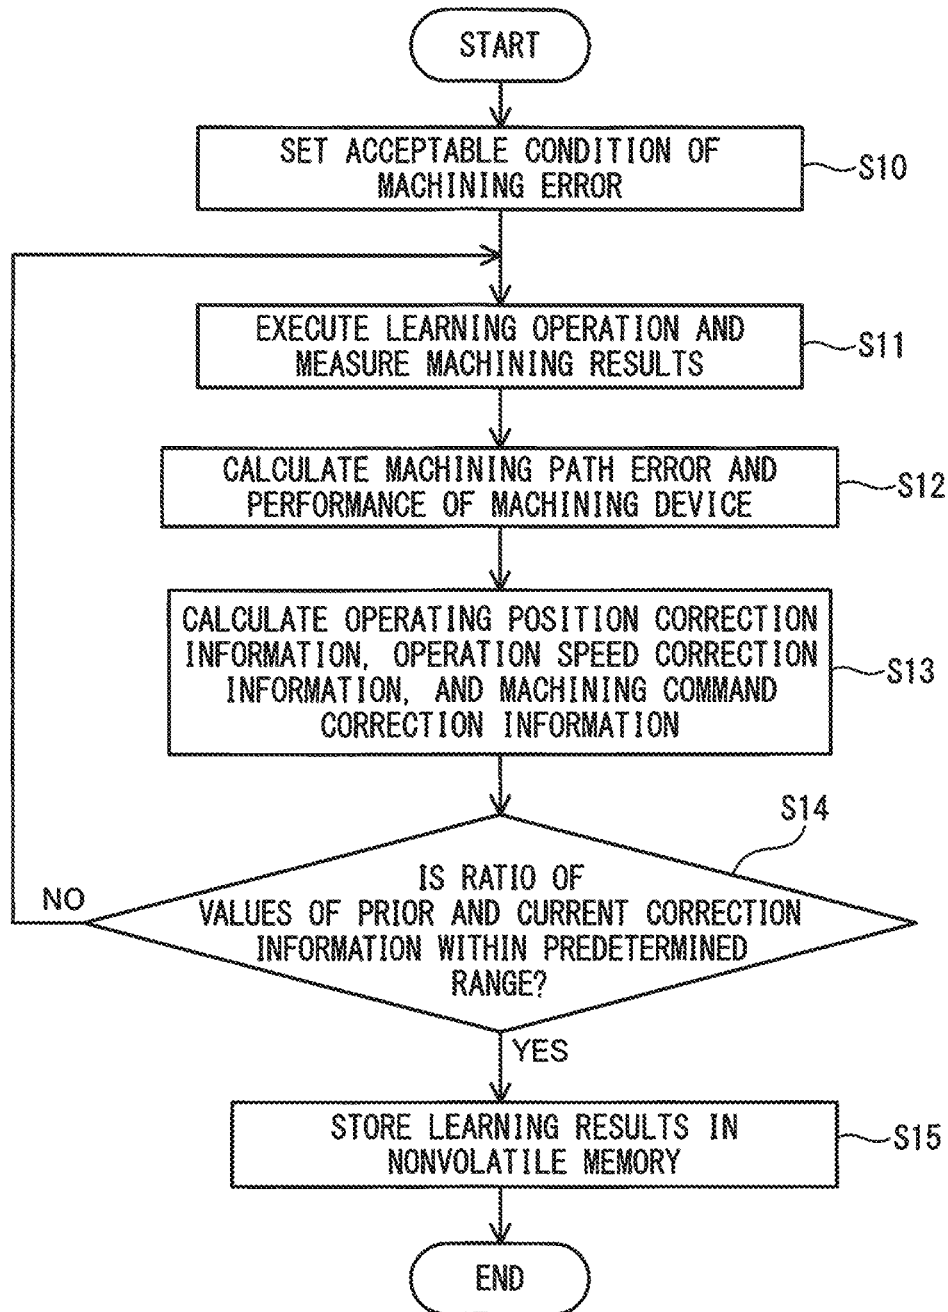 START
SET ACCEPTABLE CONDITION OF
MACHINING ERROR
S10
EXECUTE LEARNING OPERATION AND
MEASURE MACHINING RESULTS
S11
CALCULATE MACHINING PATH ERROR AND
PERFORMANCE OF MACHINING DEVICE
S12
CALCULATE OPERATING POSITION CORRECTION
INFORMATION, OPERATION SPEED CORRECTION
INFORMATION, AND MACHINING COMMAND
CORRECTION INFORMATION
S13
S14
IS RATIO OF
VALUES OF PRIOR AND CURRENT CORRECTION
INFORMATION WITHIN PREDETERMINED
RANGE?
NO
YES
STORE LEARNING RESULTS IN
NONVOLATILE MEMORY
S15
END